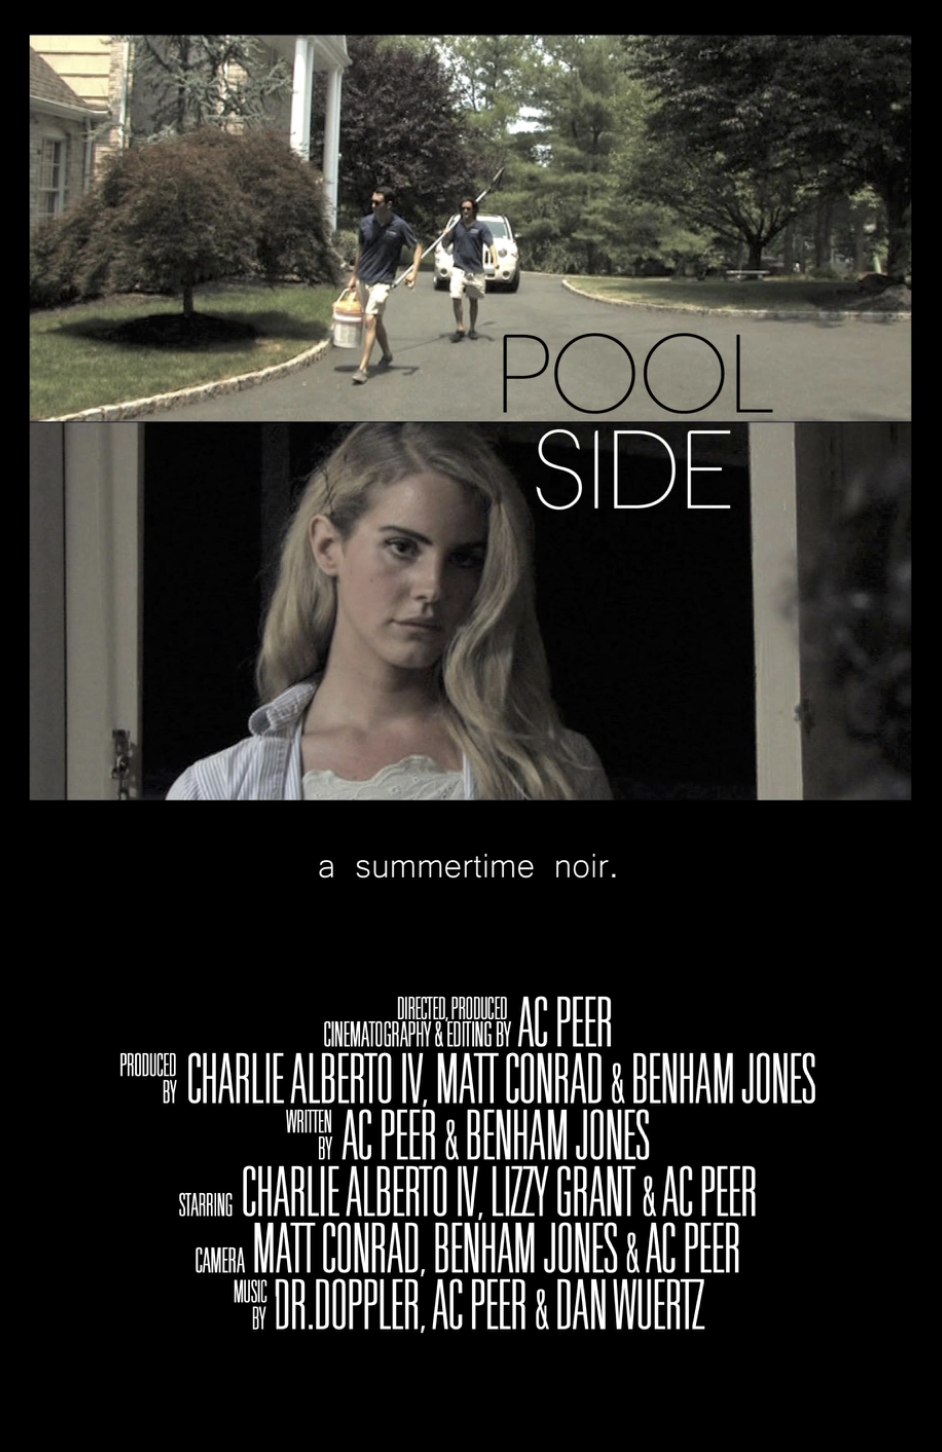 POOL
SIDE
a summertime noir.
DIRECTED, PRODUCED
CINEMATOGRAPHY & EDITING BY AC PEER
PRODUCED BY CHARLIE ALBERTO IV, MATT CONRAD & BENHAM JONES
WRITTEN BY AC PEER & BENHAM JONES
STARRING CHARLIE ALBERTO IV, LIZZY GRANT & AC PEER
CAMERA MATT CONRAD, BENHAM JONES & AC PEER
MUSIC BY DR.DOPPLER, AC PEER & DAN WUERTZ